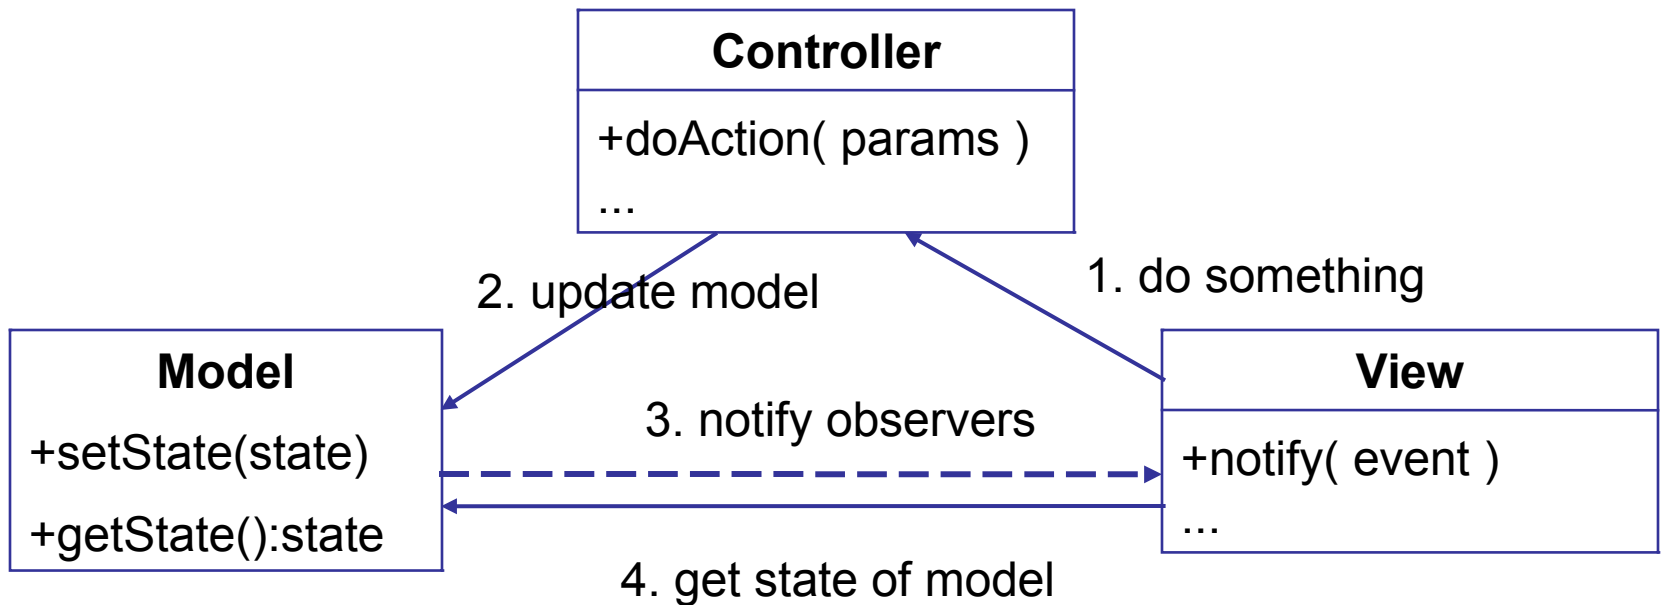 Controller
+doAction( params )
...
1. do something
2. update model
Model
+setState(state)
+getState():state
3. notify observers
View
+notify( event )
...
4. get state of model